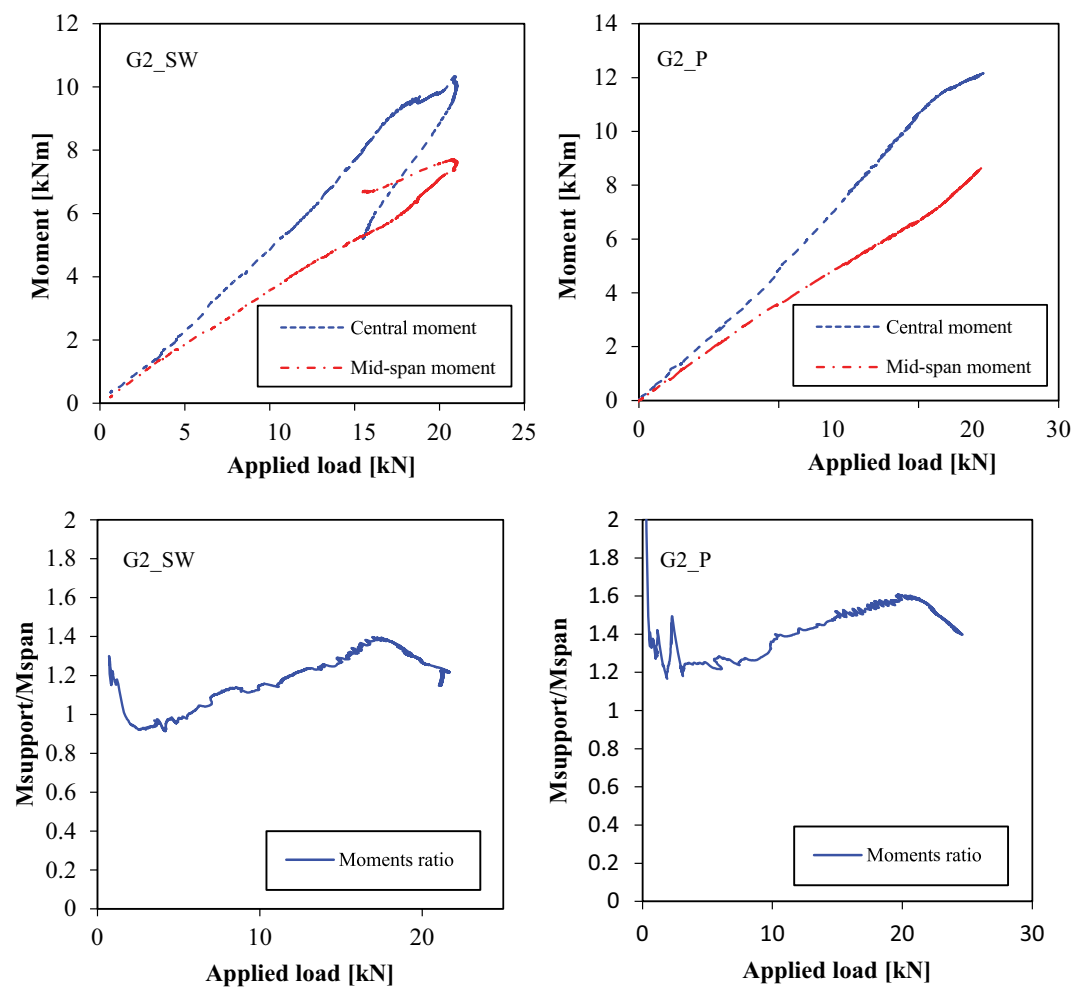 12
10
8
6
4
2
0
Moment [kNm]
G2_SW
Central moment
Mid-span moment
0 5 10 15 20 25
Applied load [kN]
14
12
10
8
6
4
2
0
Moment [kNm]
G2_P
Central moment
Mid-span moment
0 10 20 30
Applied load [kN]
2
1.8
1.6
1.4
1.2
1
0.8
0.6
0.4
0.2
0
Msupport/Mspan
G2_SW
Moments ratio
0 10 20
Applied load [kN]
2
1.8
1.6
1.4
1.2
1
0.8
0.6
0.4
0.2
0
Msupport/Mspan
G2_P
Moments ratio
0 10 20 30
Applied load [kN]